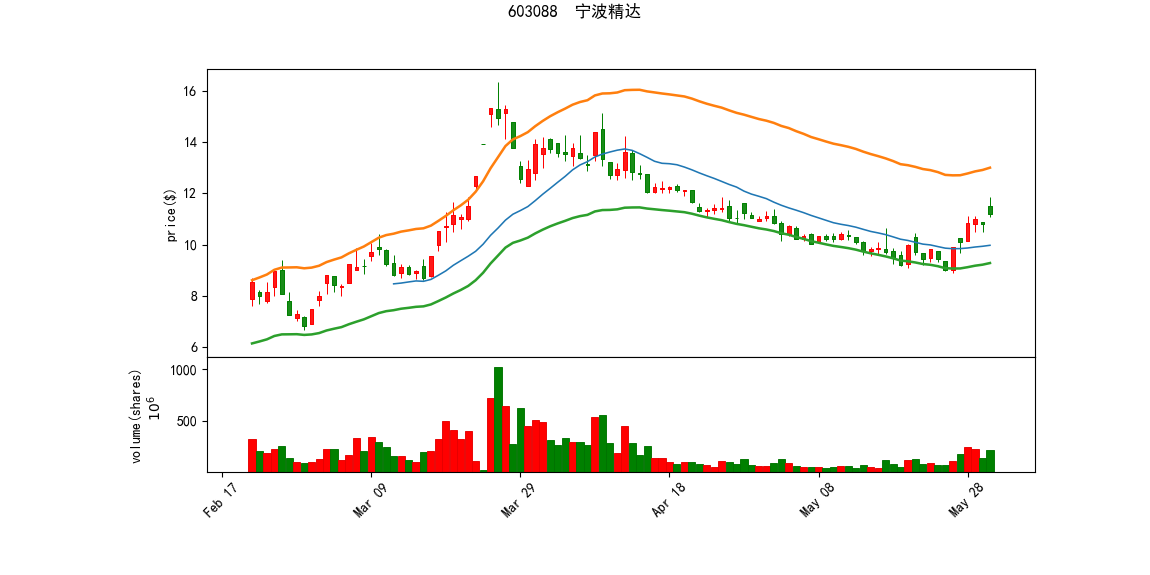 603088 宁波精达
price($)
16
14
12
10
8
6
volume(shares)
10^6
1000
500
Feb 17
Mar 09
Mar 29
Apr 18
May 08
May 28